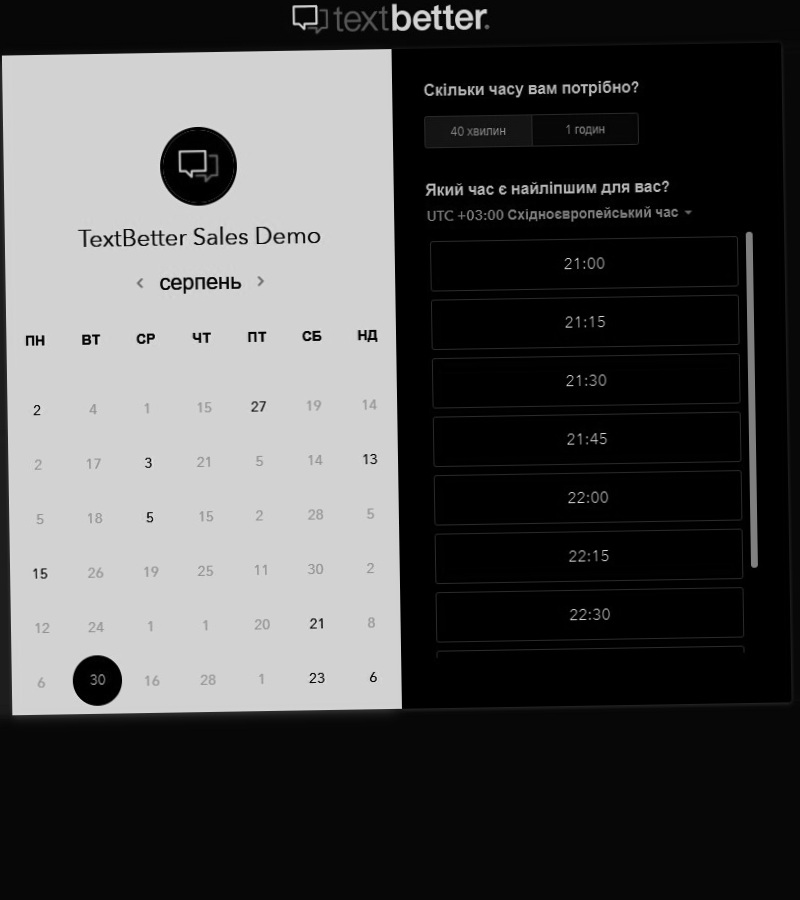 textbetter.
TextBetter Sales Demo
серпень
ПН ВТ СР ЧТ ПТ СБ НД
2 4 1 15 27 19 14
2 17 3 21 5 14 13
5 18 5 15 2 28 5
15 26 19 25 11 30 2
12 24 1 1 20 21 8
6 30 16 28 1 23 6
Скільки часу вам потрібно?
40 хвилин 1 годин
Який час є найліпшим для вас?
UTC +03:00 Східноєвропейський час
21:00
21:15
21:30
21:45
22:00
22:15
22:30